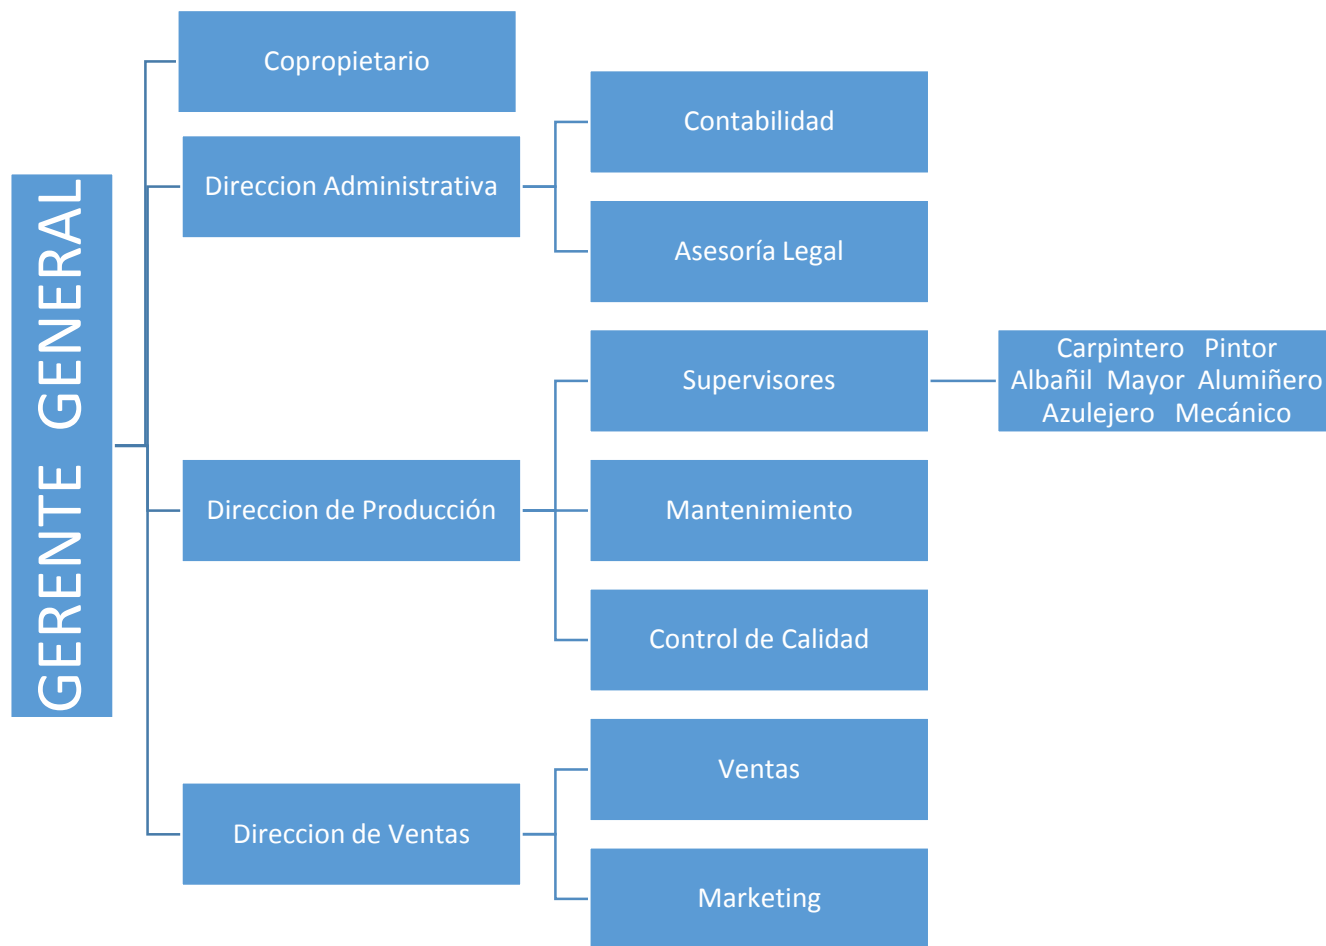 GERENTE GENERAL
Copropietario
Direccion Administrativa
Contabilidad
Asesoría Legal
Direccion de Producción
Supervisores
Carpintero Pintor
Albañil Mayor Alumiñero
Azulejero Mecánico
Mantenimiento
Control de Calidad
Direccion de Ventas
Ventas
Marketing